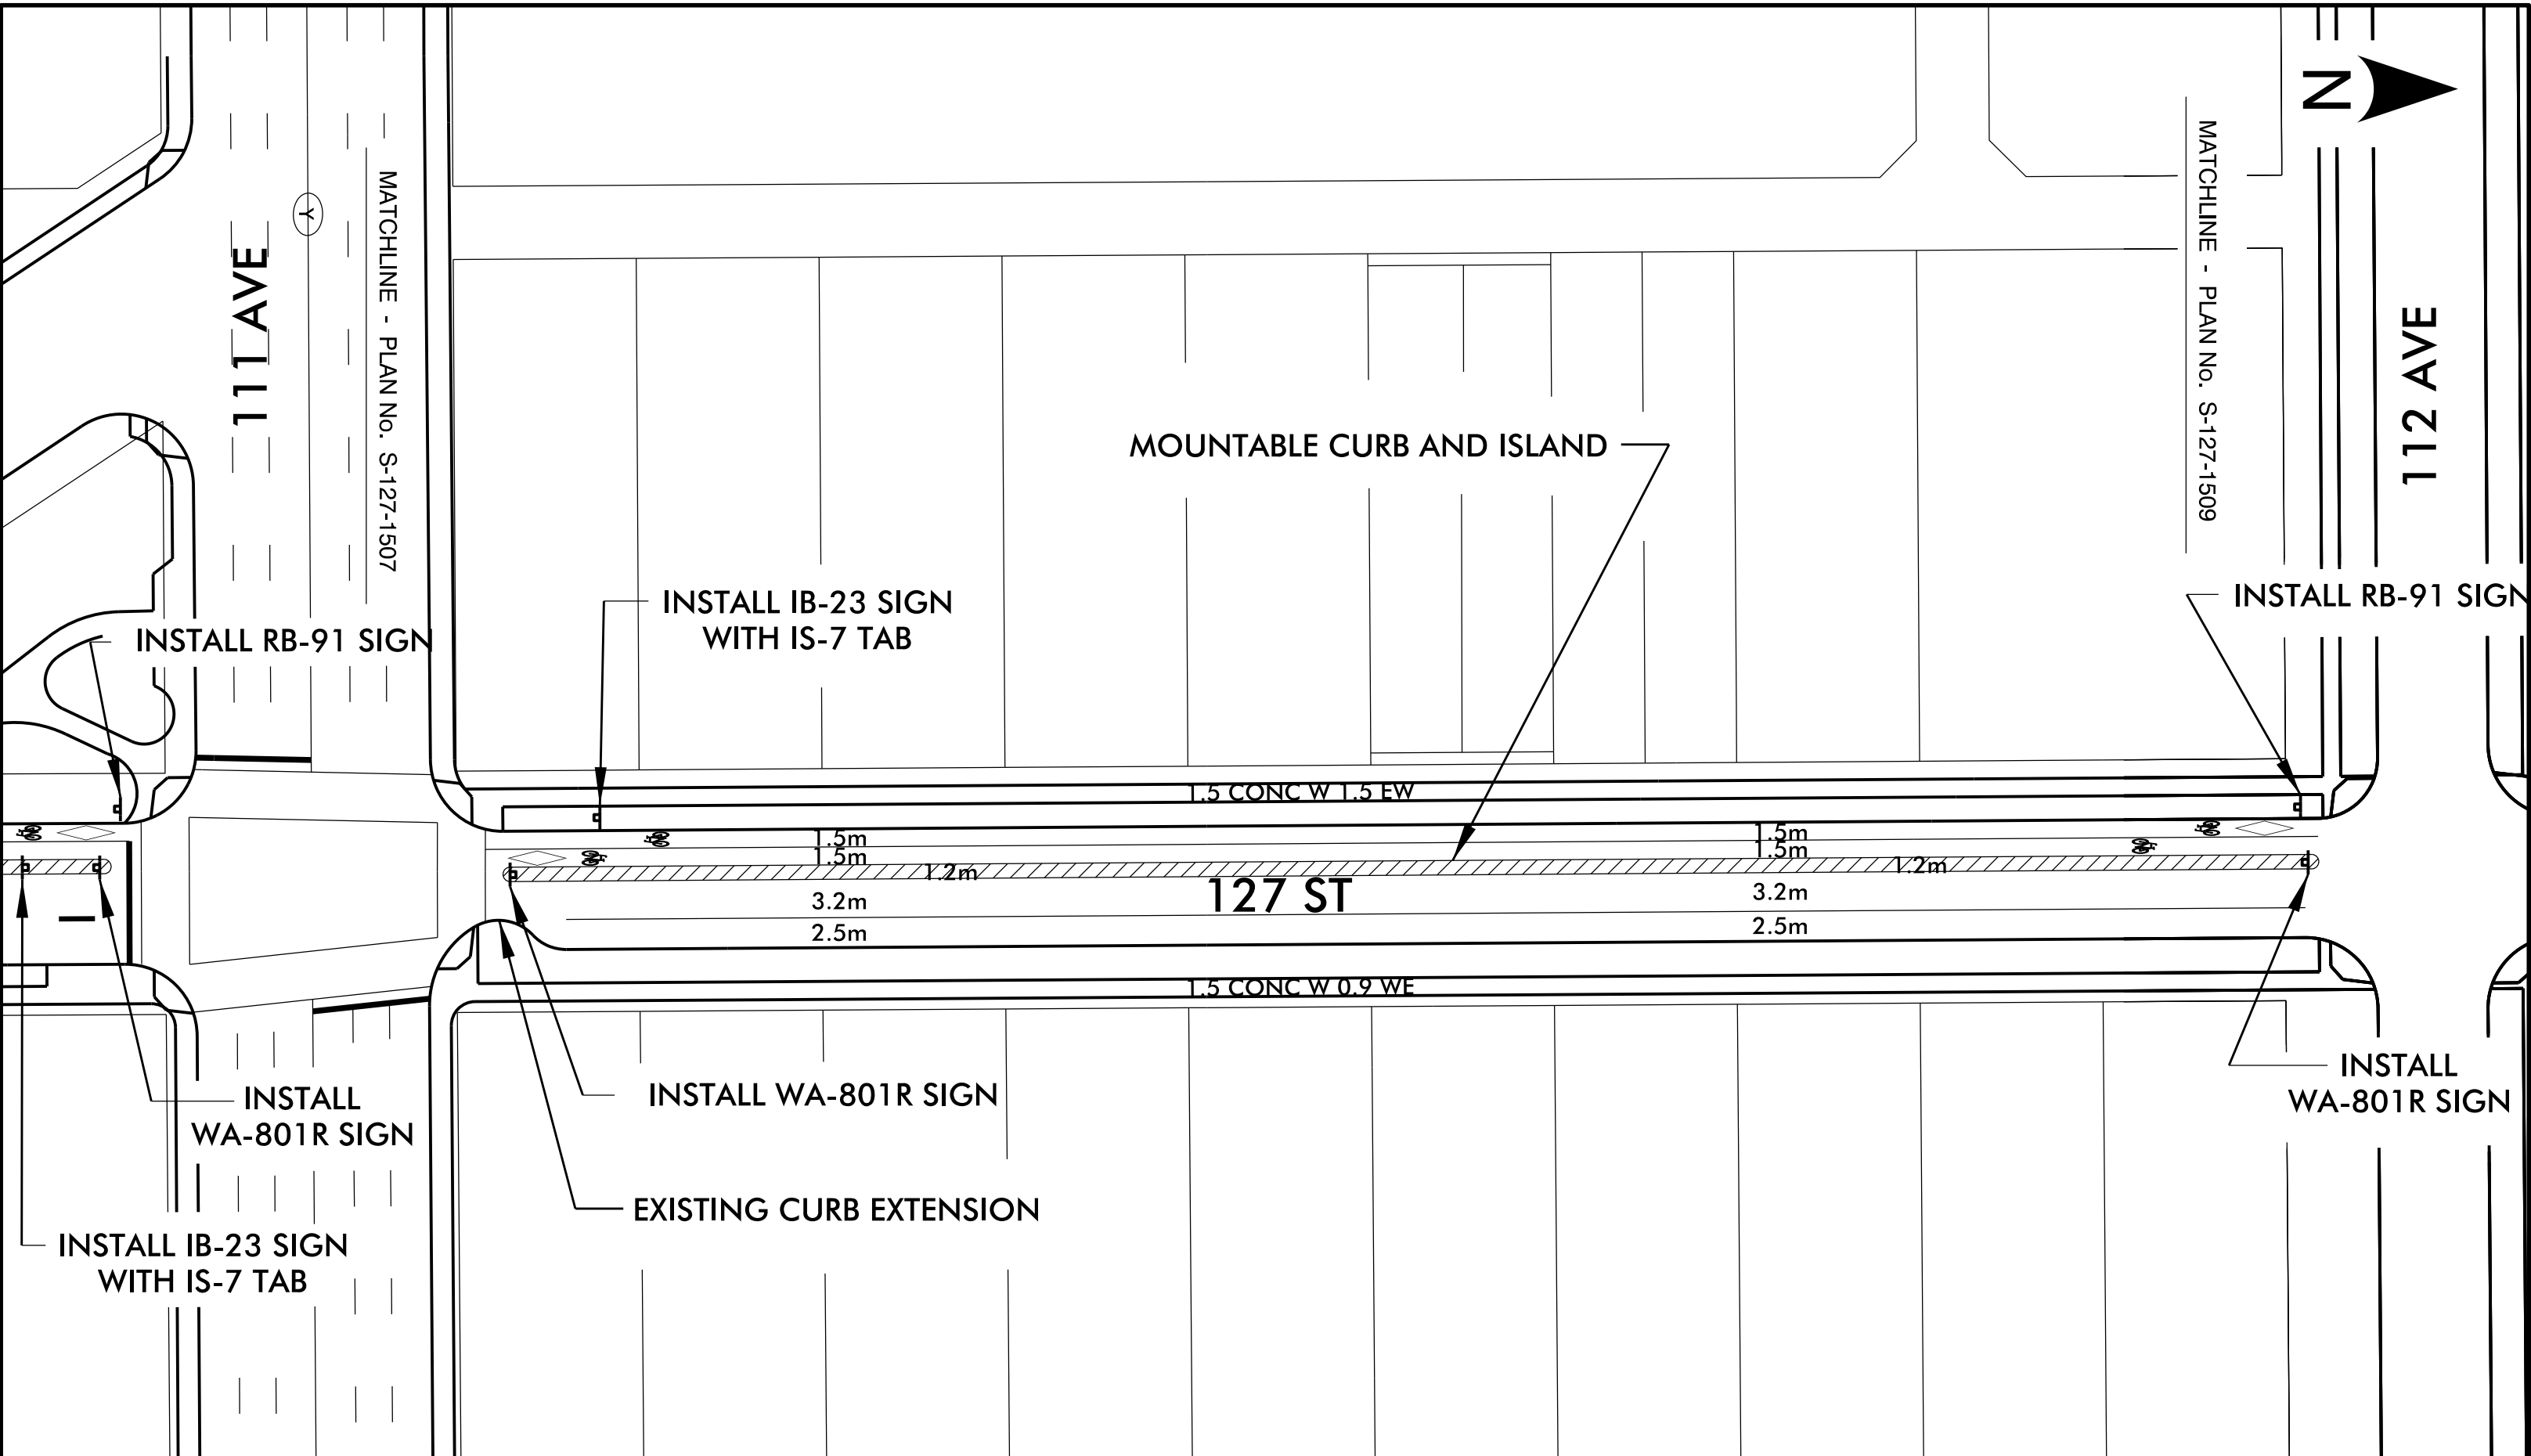 N
111 AVE
Y
MATCHLINE - PLAN No. S-127-1507
MATCHLINE - PLAN No. S-127-1509
112 AVE
MOUNTABLE CURB AND ISLAND
INSTALL IB-23 SIGN
WITH IS-7 TAB
INSTALL RB-91 SIGN
INSTALL RB-91 SIGN
1.5 CONC W 1.5 EW
1.5m
1.5m
1.5m
1.5m
1.2m
1.2m
127 ST
3.2m
3.2m
2.5m
2.5m
1.5 CONC W 0.9 WE
INSTALL
WA-801R SIGN
INSTALL WA-801R SIGN
INSTALL
WA-801R SIGN
EXISTING CURB EXTENSION
INSTALL IB-23 SIGN
WITH IS-7 TAB